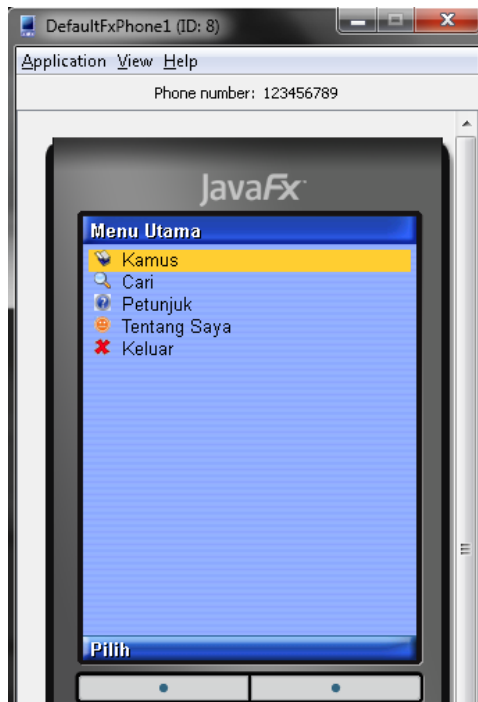 DefaultFxPhone1 (ID: 8)
Application View Help
Phone number: 123456789
JavaFx
Menu Utama
Kamus
Cari
Petunjuk
Tentang Saya
Keluar
Pilih